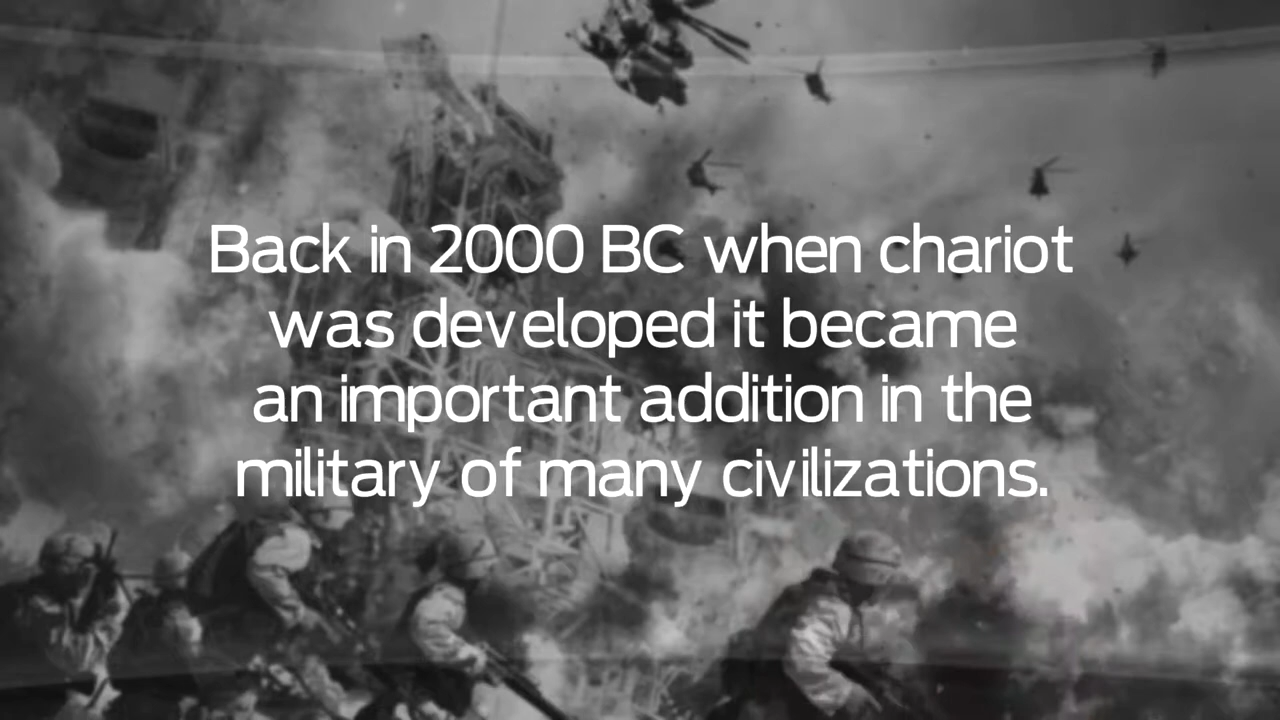 Back in 2000 BC when chariot
was developed it became
an important addition in the
military of many civilizations.